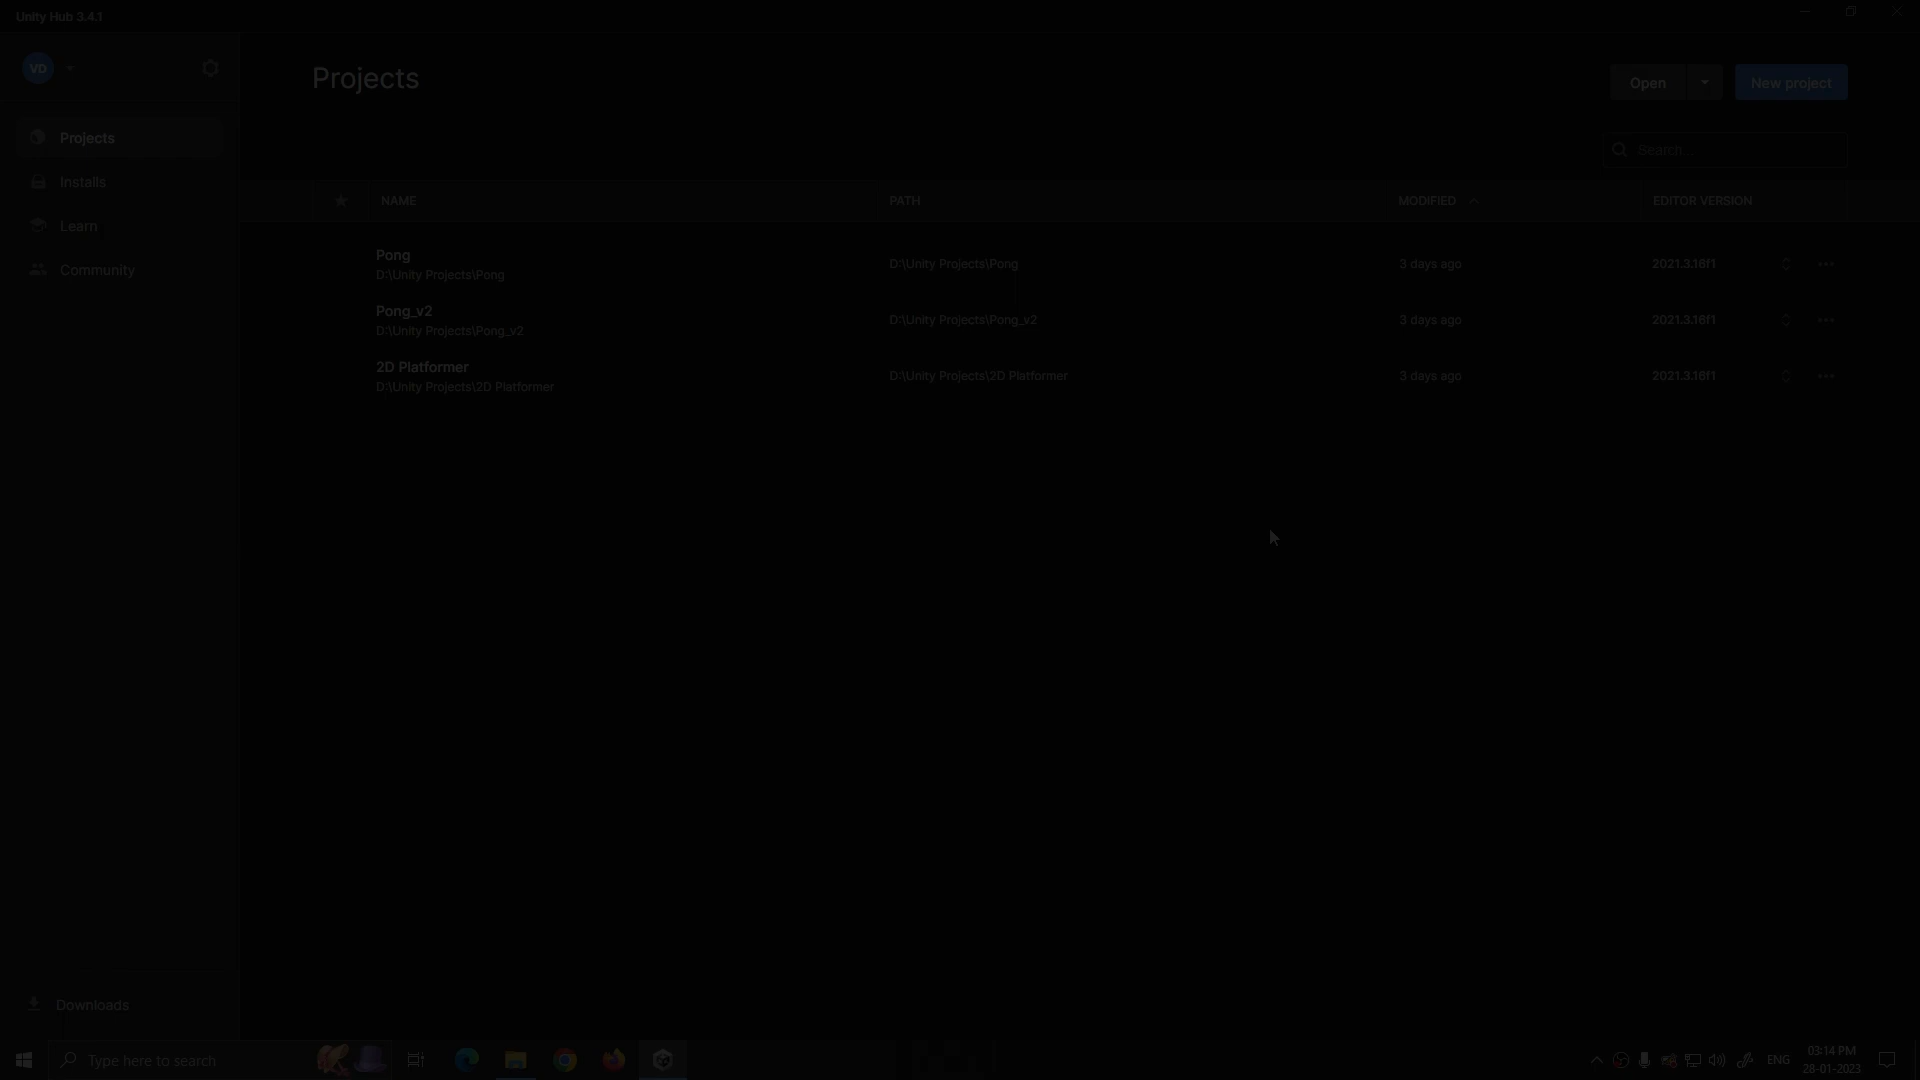 Unity Hub 3.4.1
VD
Projects
Open
New project
Projects
Search...
Installs
NAME
PATH
MODIFIED
EDITOR VERSION
Learn
Pong
D:\Unity Projects\Pong
D:\Unity Projects\Pong
3 days ago
2021.3.16f1
Community
Pong_v2
D:\Unity Projects\Pong_v2
D:\Unity Projects\Pong_v2
3 days ago
2021.3.16f1
2D Platformer
D:\Unity Projects\2D Platformer
D:\Unity Projects\2D Platformer
3 days ago
2021.3.16f1
Downloads
Type here to search
ENG
03:14 PM
28-01-2023